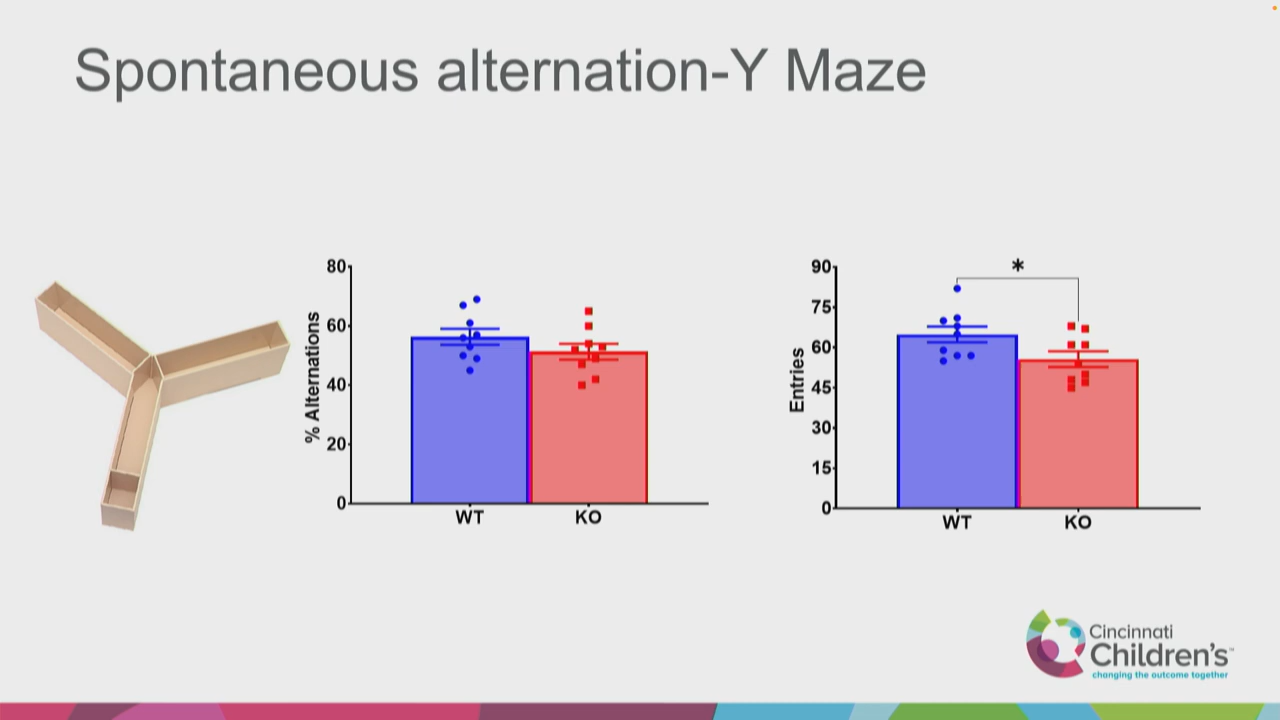 Spontaneous alternation-Y Maze
80
60
40
20
0
% Alternations
WT KO
90
75
60
45
30
15
0
Entries
*
WT KO
Cincinnati
Children's™
changing the outcome together